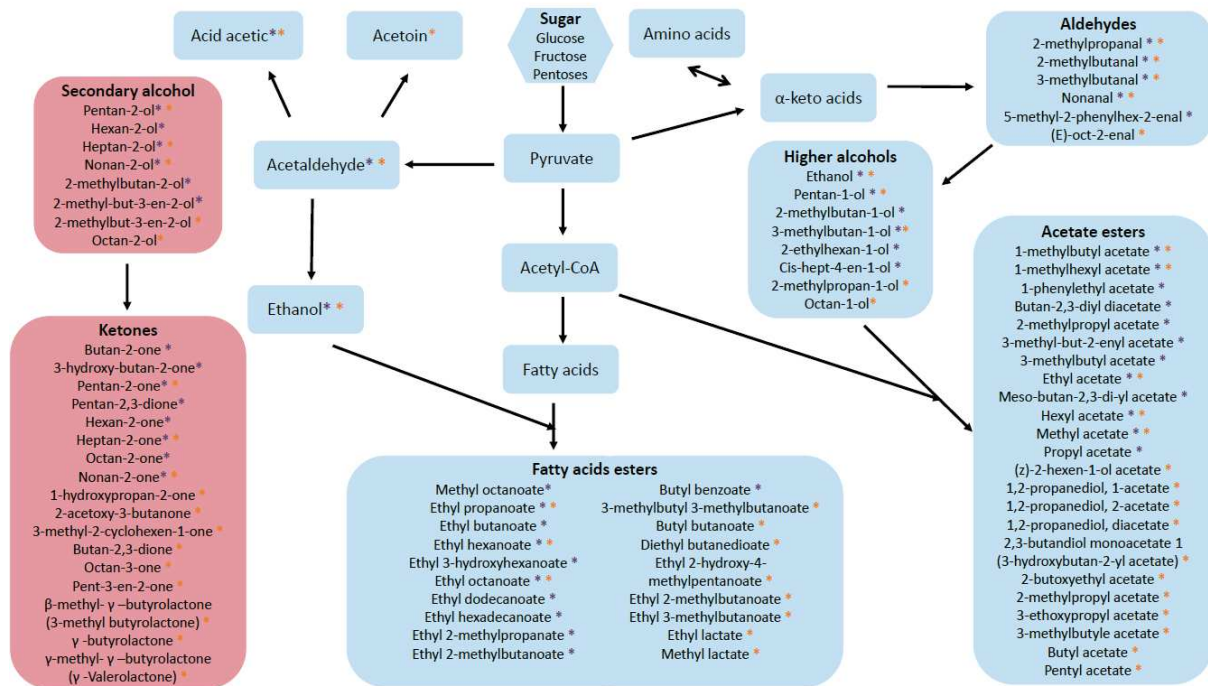 Acid acetic**
Acetoin*
Sugar
Glucose
Fructose
Pentoses
Amino acids
α-keto acids
Aldehydes
2-methylpropanal * *
2-methylbutanal * *
3-methylbutanal * *
Nonanal * *
5-methyl-2-phenylhex-2-enal *
(E)-oct-2-enal *
Secondary alcohol
Pentan-2-ol* *
Hexan-2-ol*
Heptan-2-ol* *
Nonan-2-ol* *
2-methylbutan-2-ol*
2-methyl-but-3-en-2-ol*
2-methylbut-3-en-2-ol *
Octan-2-ol*
Acetaldehyde* *
Pyruvate
Higher alcohols
Ethanol * *
Pentan-1-ol * *
2-methylbutan-1-ol *
3-methylbutan-1-ol **
2-ethylhexan-1-ol *
Cis-hept-4-en-1-ol *
2-methylpropan-1-ol *
Octan-1-ol*
Acetyl-CoA
Ethanol* *
Fatty acids
Ketones
Butan-2-one *
3-hydroxy-butan-2-one*
Pentan-2-one* *
Pentan-2,3-dione*
Hexan-2-one*
Heptan-2-one* *
Octan-2-one*
Nonan-2-one* *
1-hydroxypropan-2-one *
2-acetoxy-3-butanone *
3-methyl-2-cyclohexen-1-one *
Butan-2,3-dione *
Octan-3-one *
Pent-3-en-2-one *
β-methyl- γ –butyrolactone
(3-methyl butyrolactone) *
γ -butyrolactone *
γ-methyl- γ –butyrolactone
(γ -Valerolactone) *
Fatty acids esters
Methyl octanoate*
Ethyl propanoate * *
Ethyl butanoate *
Ethyl hexanoate * *
Ethyl 3-hydroxyhexanoate *
Ethyl octanoate * *
Ethyl dodecanoate *
Ethyl hexadecanoate *
Ethyl 2-methylpropanate *
Ethyl 2-methylbutanoate *
Butyl benzoate *
3-methylbutyl 3-methylbutanoate *
Butyl butanoate *
Diethyl butanedioate *
Ethyl 2-hydroxy-4-
methylpentanoate *
Ethyl 2-methylbutanoate *
Ethyl 3-methylbutanoate *
Ethyl lactate *
Methyl lactate *
Acetate esters
1-methylbutyl acetate * *
1-methylhexyl acetate * *
1-phenylethyl acetate *
Butan-2,3-diyl diacetate *
2-methylpropyl acetate *
3-methyl-but-2-enyl acetate *
3-methylbutyl acetate *
Ethyl acetate * *
Meso-butan-2,3-di-yl acetate *
Hexyl acetate * *
Methyl acetate * *
Propyl acetate *
(z)-2-hexen-1-ol acetate *
1,2-propanediol, 1-acetate *
1,2-propanediol, 2-acetate *
1,2-propanediol, diacetate *
2,3-butandiol monoacetate 1
(3-hydroxybutan-2-yl acetate) *
2-butoxyethyl acetate *
2-methylpropyl acetate *
3-ethoxypropyl acetate *
3-methylbutyle acetate *
Butyl acetate *
Pentyl acetate *